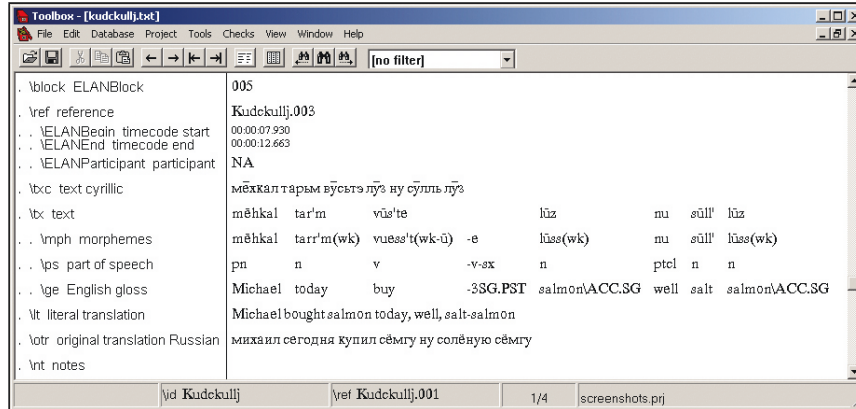 Toolbox - [kudckullj.txt]
File Edit Database Project Tools Checks View Window Help
[no filter]
. \block ELANBlock 005
. \ref reference Kudckullj.003
. . \ELANBegin timecode start 00:00:07.930
. . \ELANEnd timecode end 00:00:12.663
. . \ELANParticipant participant NA
. \txc text cyrillic ме̄хкал тарьм вӯсьтэ лӯз ну сӯлль лӯз
. \tx text mēhkal tar'm vūs'te lūz nu sūll' lūz
. . \mph morphemes mēhkal tarr'm(wk) vuess't(wk-ū) -e lūss(wk) nu sūll' lūss(wk)
. . \ps part of speech pn n v -v-sx n ptcl n n
. . \ge English gloss Michael today buy -3SG.PST salmon\ACC.SG well salt salmon\ACC.SG
. \lt literal translation Michael bought salmon today, well, salt-salmon
. \otr original translation Russian михаил сегодня купил сёмгу ну солёную сёмгу
. \nt notes
\id Kudckullj \ref Kudckullj.001 1/4 screenshots.prj